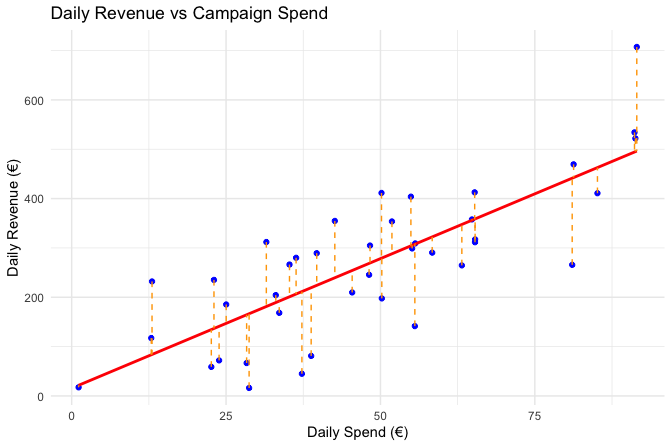 Daily Revenue vs Campaign Spend
Daily Revenue (€)
600
400
200
0
0 25 50 75
Daily Spend (€)